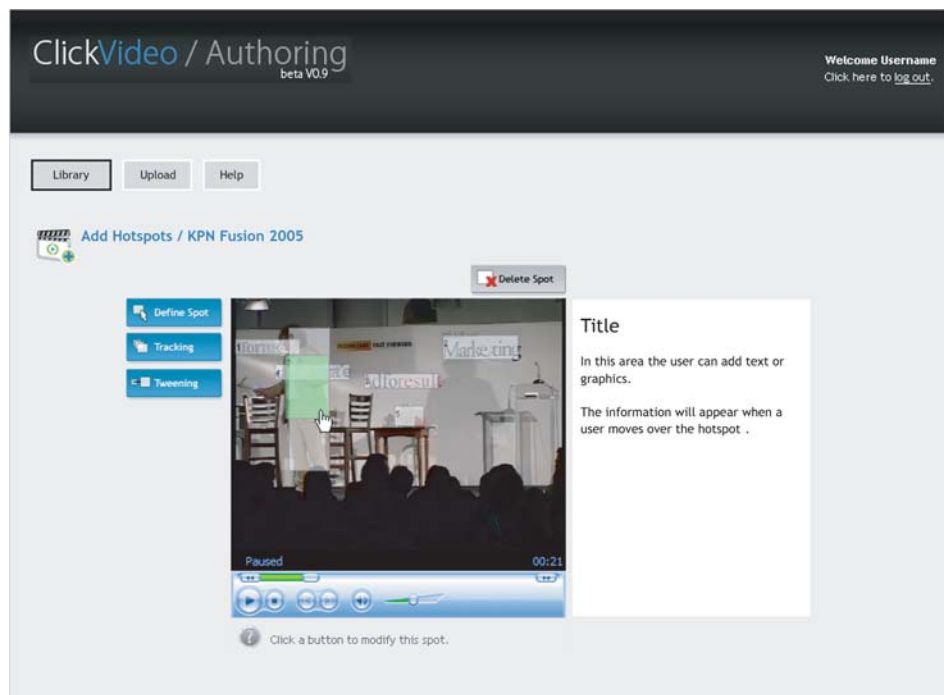 ClickVideo / Authoring
beta V0.9
Welcome Username
Click here to log out.
Library
Upload
Help
Add Hotspots / KPN Fusion 2005
Delete Spot
Define Spot
Tracking
Tweening
Marketing
dforesult
FAST FORWARD
Title
In this area the user can add text or
graphics.
The information will appear when a
user moves over the hotspot .
Paused
00:21
Click a button to modify this spot.